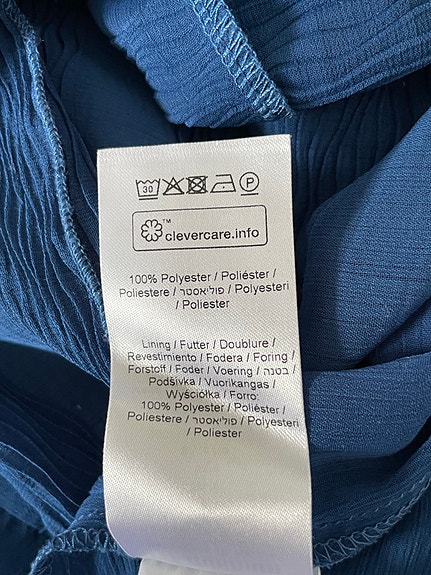 30 P
™ clevercare.info
100% Polyester / Poliéster /
Poliestere / פוליאסטר / Polyesteri
/ Poliester
Lining / Futter / Doublure /
Revestimiento / Fodera / Foring /
Forstoff / Foder / Voering / בטנה /
Podšívka / Vuorikangas /
Wyściółka / Forro:
100% Polyester / Poliéster /
Poliestere / פוליאסטר / Polyesteri
/ Poliester